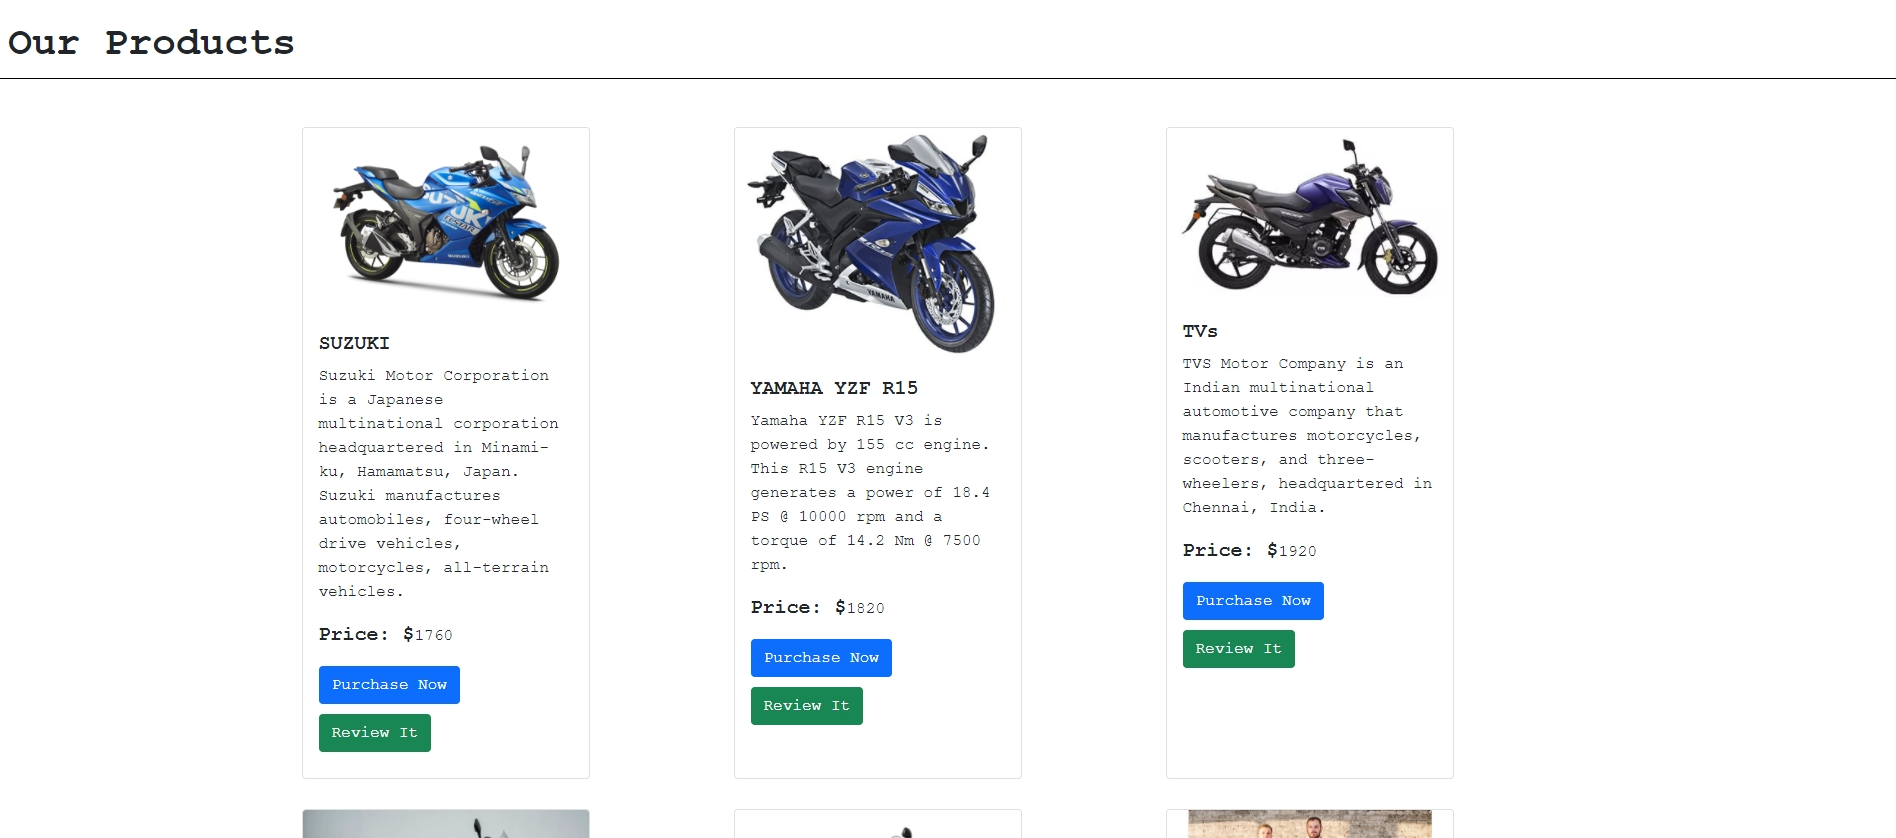 Our Products
SUZUKI
Suzuki Motor Corporation
is a Japanese
multinational corporation
headquartered in Minami-
ku, Hamamatsu, Japan.
Suzuki manufactures
automobiles, four-wheel
drive vehicles,
motorcycles, all-terrain
vehicles.
Price: $1760
Purchase Now
Review It
YAMAHA
YAMAHA YZF R15
Yamaha YZF R15 V3 is
powered by 155 cc engine.
This R15 V3 engine
generates a power of 18.4
PS @ 10000 rpm and a
torque of 14.2 Nm @ 7500
rpm.
Price: $1820
Purchase Now
Review It
TVs
TVS Motor Company is an
Indian multinational
automotive company that
manufactures motorcycles,
scooters, and three-
wheelers, headquartered in
Chennai, India.
Price: $1920
Purchase Now
Review It